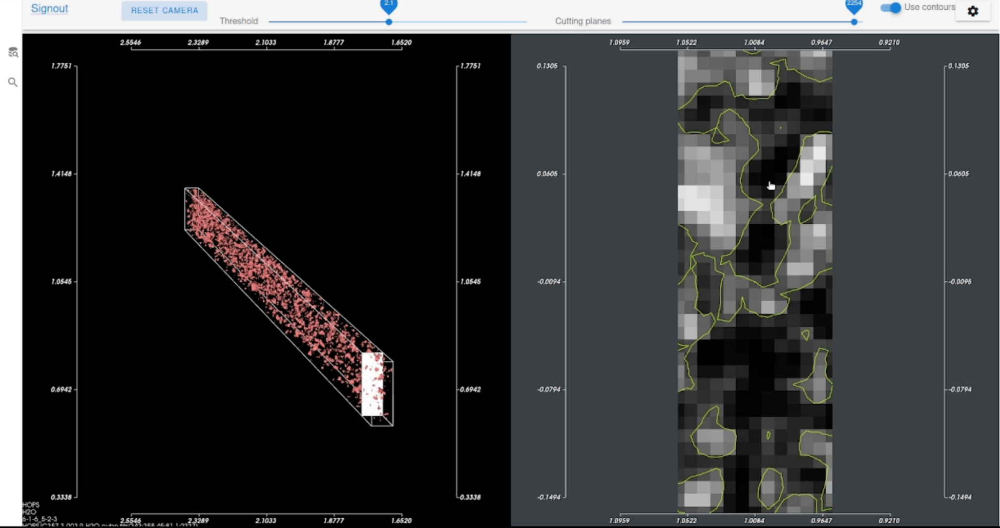 Signout
RESET CAMERA
Threshold
2.1
Cutting planes
2254
Use contours
2.5546 2.3289 2.1033 1.8777 1.6520
1.7751 1.7751
1.4148 1.4148
1.0545 1.0545
0.6942 0.6942
0.3338 0.3338
HOPS
H2O
6-1-6_5-2-3
2.5546 2.3289 2.1033 1.8777 1.6520
1.0959 1.0522 1.0084 0.9647 0.9210
0.1305 0.1305
0.0605 0.0605
-0.0094 -0.0095
-0.0794 -0.0794
-0.1494 -0.1494
1.0959 1.0522 1.0084 0.9647 0.9210